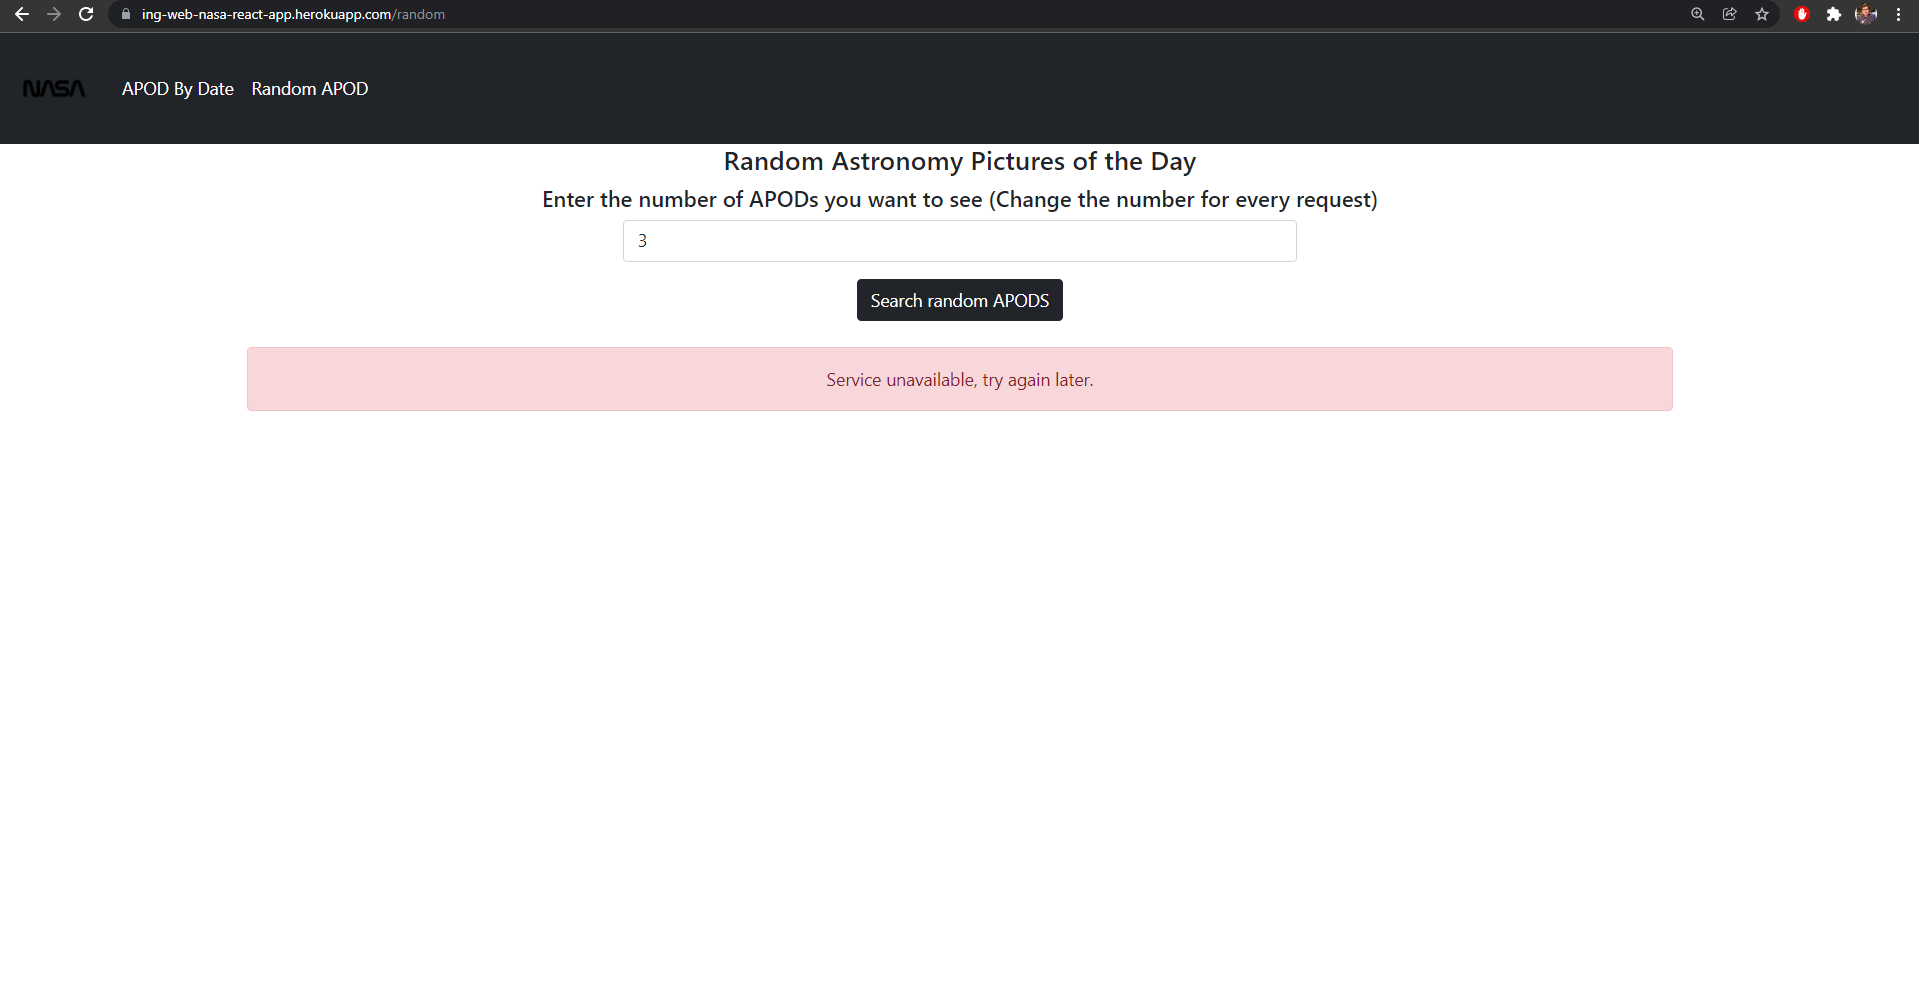 ing-web-nasa-react-app.herokuapp.com/random
NASA APOD By Date Random APOD
Random Astronomy Pictures of the Day
Enter the number of APODs you want to see (Change the number for every request)
3
Search random APODS
Service unavailable, try again later.